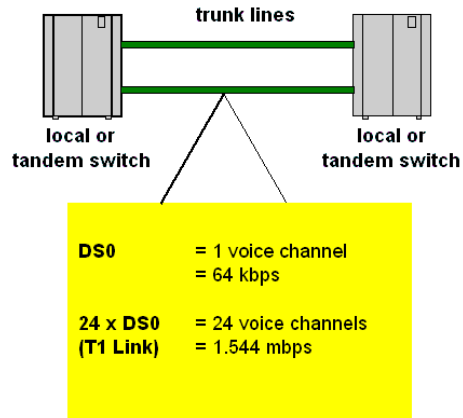 trunk lines
local or
tandem switch
local or
tandem switch
DS0 = 1 voice channel
= 64 kbps
24 x DS0 = 24 voice channels
(T1 Link) = 1.544 mbps